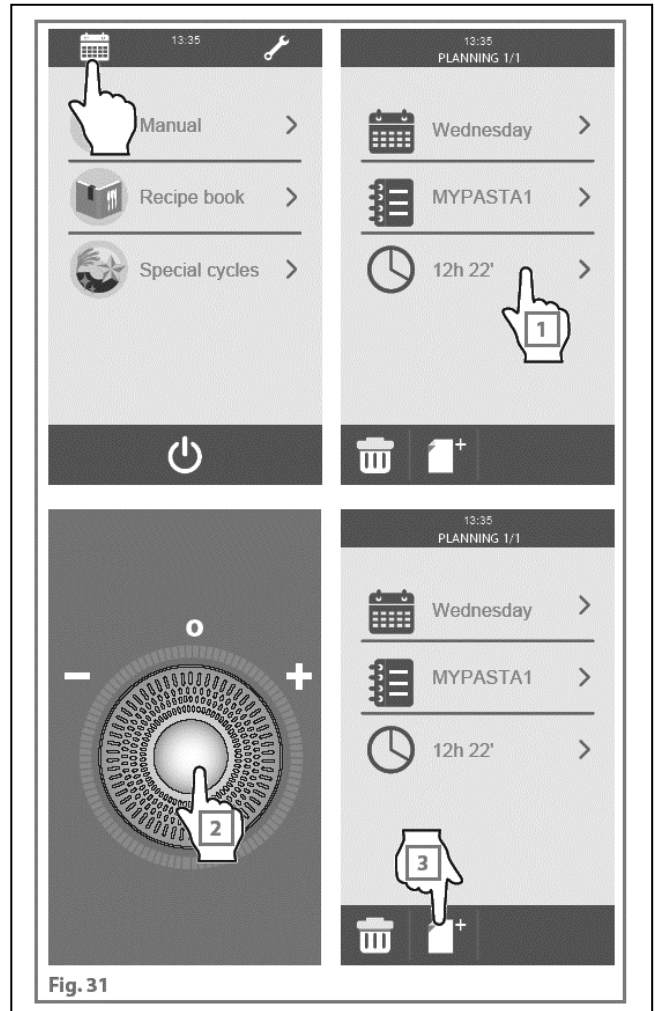 13:35
Manual
Recipe book
Special cycles
13:35
PLANNING 1/1
Wednesday
MYPASTA1
12h 22'
1
+
o
−
+
2
13:35
PLANNING 1/1
Wednesday
MYPASTA1
12h 22'
3
+
Fig. 31